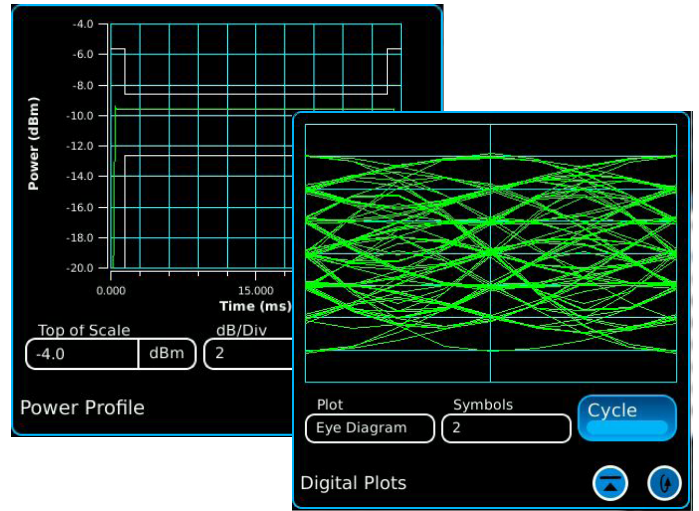 -4.0
-6.0
-8.0
-10.0
-12.0
-4.0
-16.0
-18.0
-20.0
Power (dBm)
0.000 15.000
Time (ms)
Top of Scale dB/Div
-4.0 dBm 2
Power Profile
Plot Symbols
Eye Diagram 2
Cycle
Digital Plots